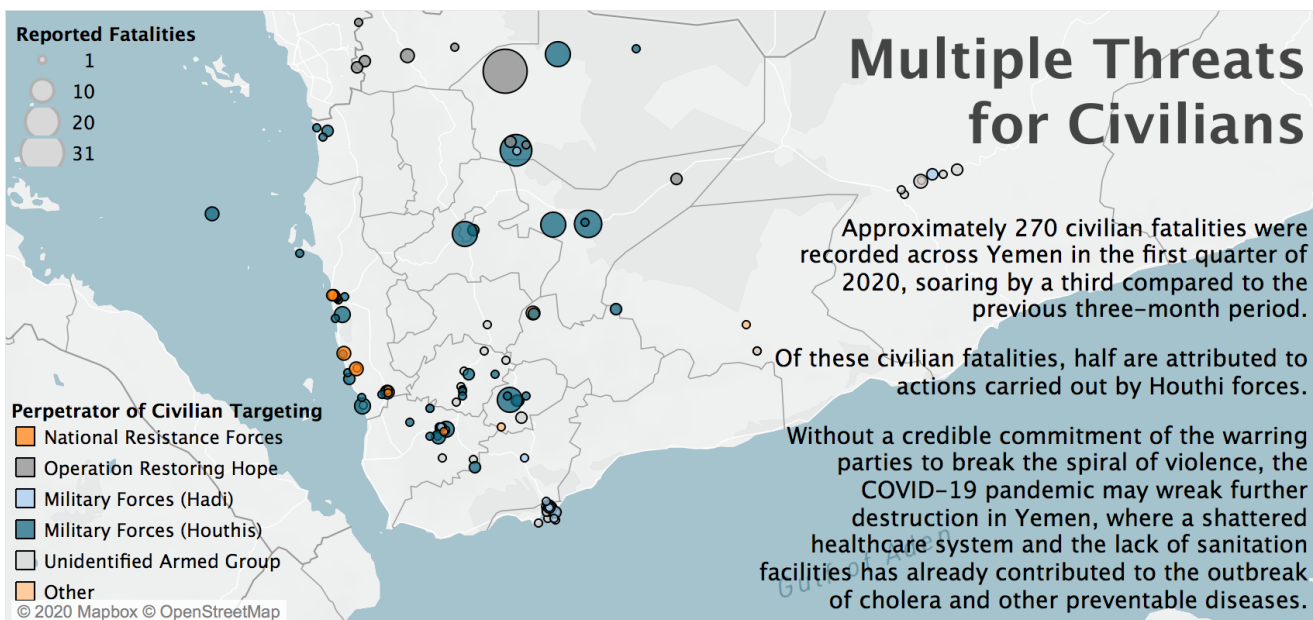 Reported Fatalities
1
10
20
31
Multiple Threats
for Civilians
Approximately 270 civilian fatalities were
recorded across Yemen in the first quarter of
2020, soaring by a third compared to the
previous three-month period.
Of these civilian fatalities, half are attributed to
actions carried out by Houthi forces.
Without a credible commitment of the warring
parties to break the spiral of violence, the
COVID-19 pandemic may wreak further
destruction in Yemen, where a shattered
healthcare system and the lack of sanitation
facilities has already contributed to the outbreak
of cholera and other preventable diseases.
Gulf of Aden
Perpetrator of Civilian Targeting
National Resistance Forces
Operation Restoring Hope
Military Forces (Hadi)
Military Forces (Houthis)
Unidentified Armed Group
Other
© 2020 Mapbox © OpenStreetMap